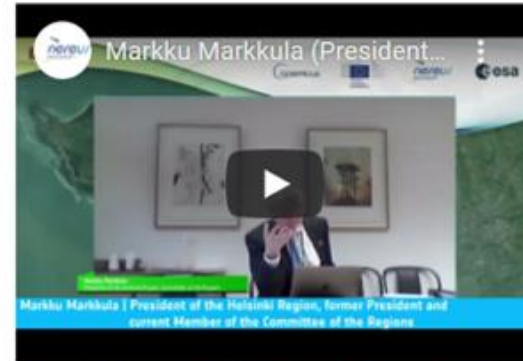 nereus
Markku Markkula (President...
opernicus
nereus
esa
Markku Markkula | President of the Helsinki Region, former President and
current Member of the Committee of the Regions